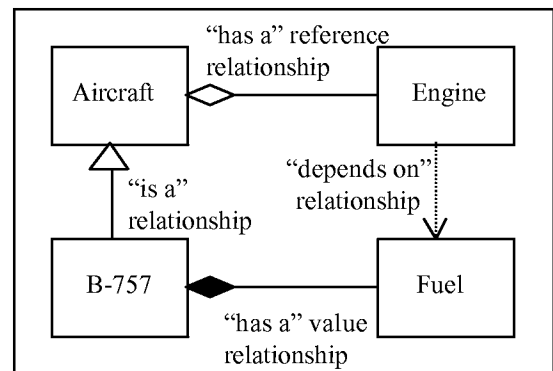 “has a” reference
relationship
Aircraft
Engine
“is a”
relationship
“depends on”
relationship
B-757
Fuel
“has a” value
relationship